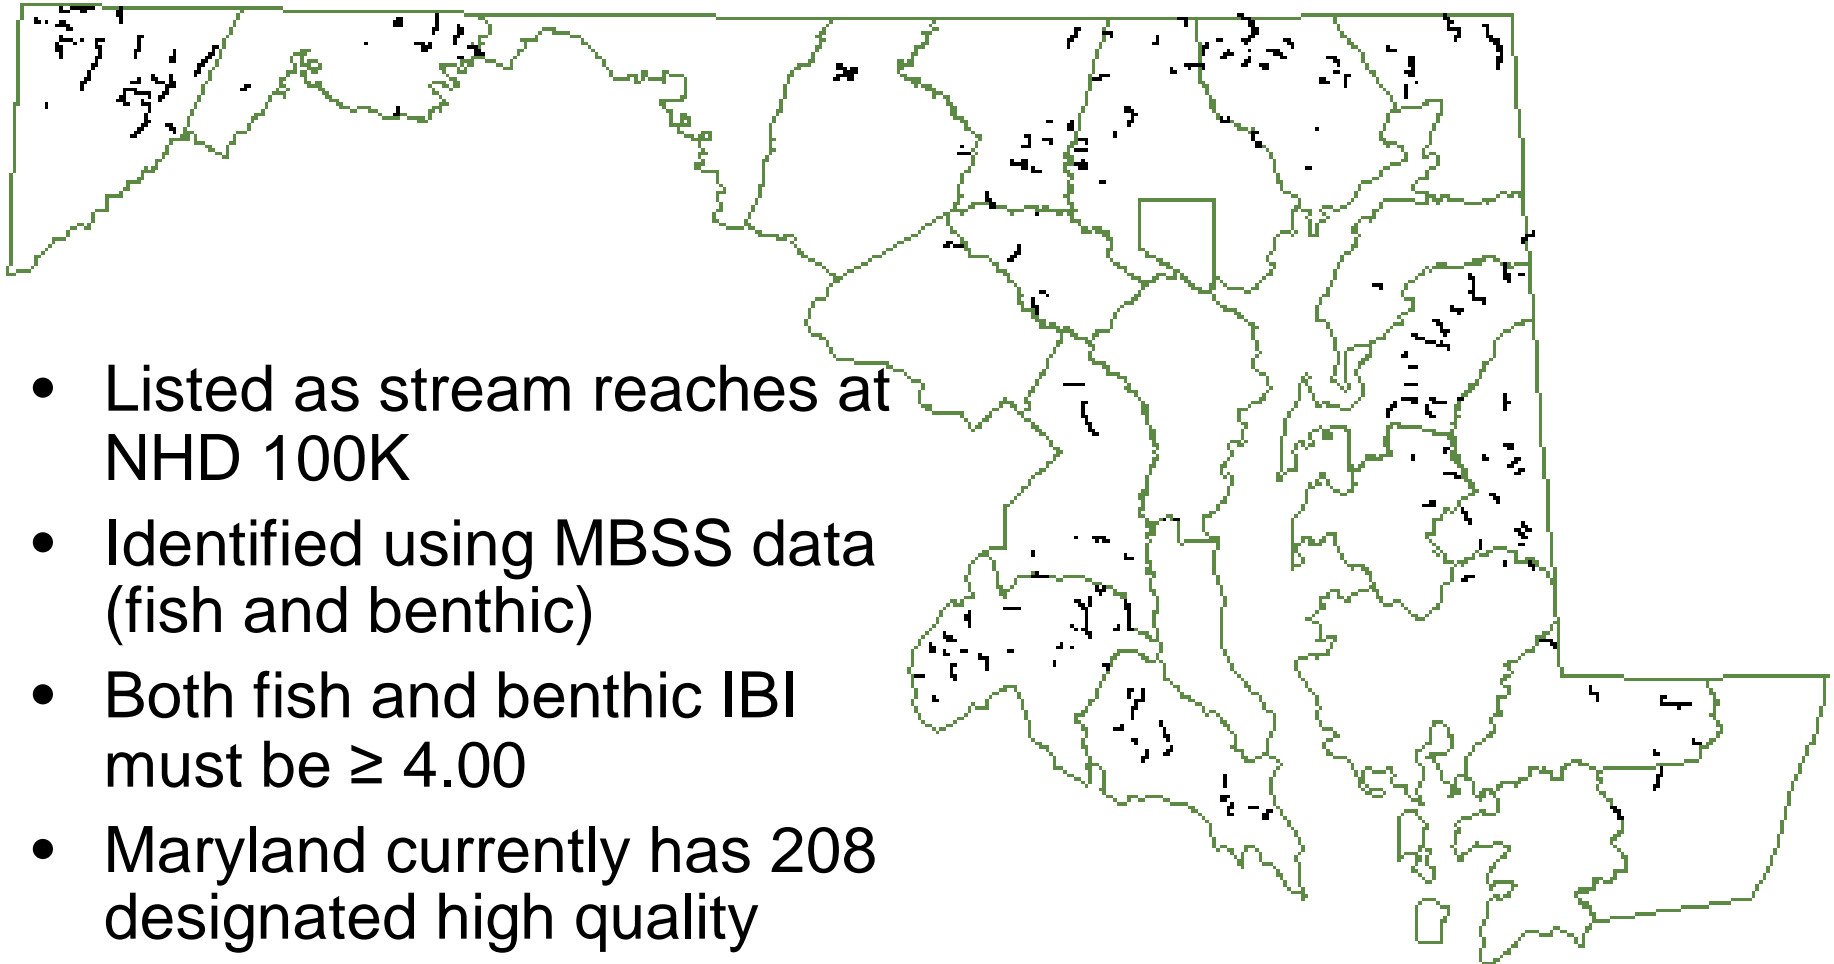 • Listed as stream reaches at
NHD 100K
• Identified using MBSS data
(fish and benthic)
• Both fish and benthic IBI
must be ≥ 4.00
• Maryland currently has 208
designated high quality